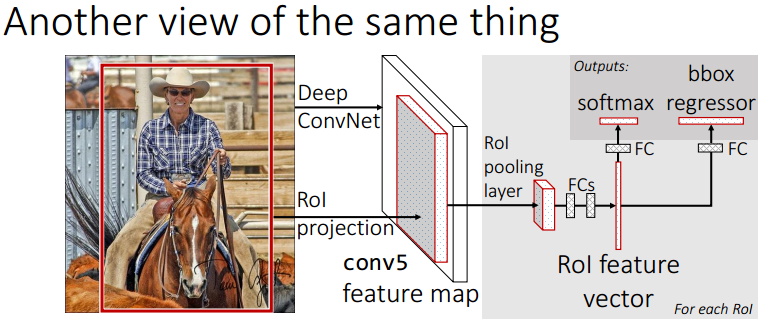 Another view of the same thing
Deep
ConvNet
RoI
projection
conv5
feature map
RoI
pooling
layer
FCs
RoI feature
vector
Outputs:
softmax
bbox
regressor
FC
FC
For each RoI